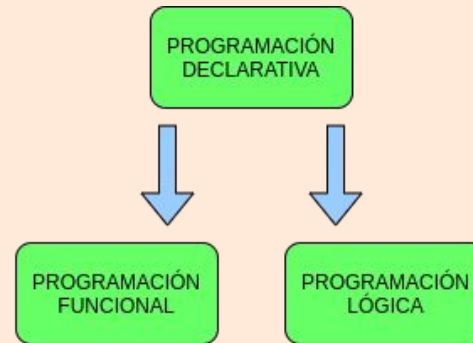 PROGRAMACIÓN
DECLARATIVA
PROGRAMACIÓN
FUNCIONAL
PROGRAMACIÓN
LÓGICA